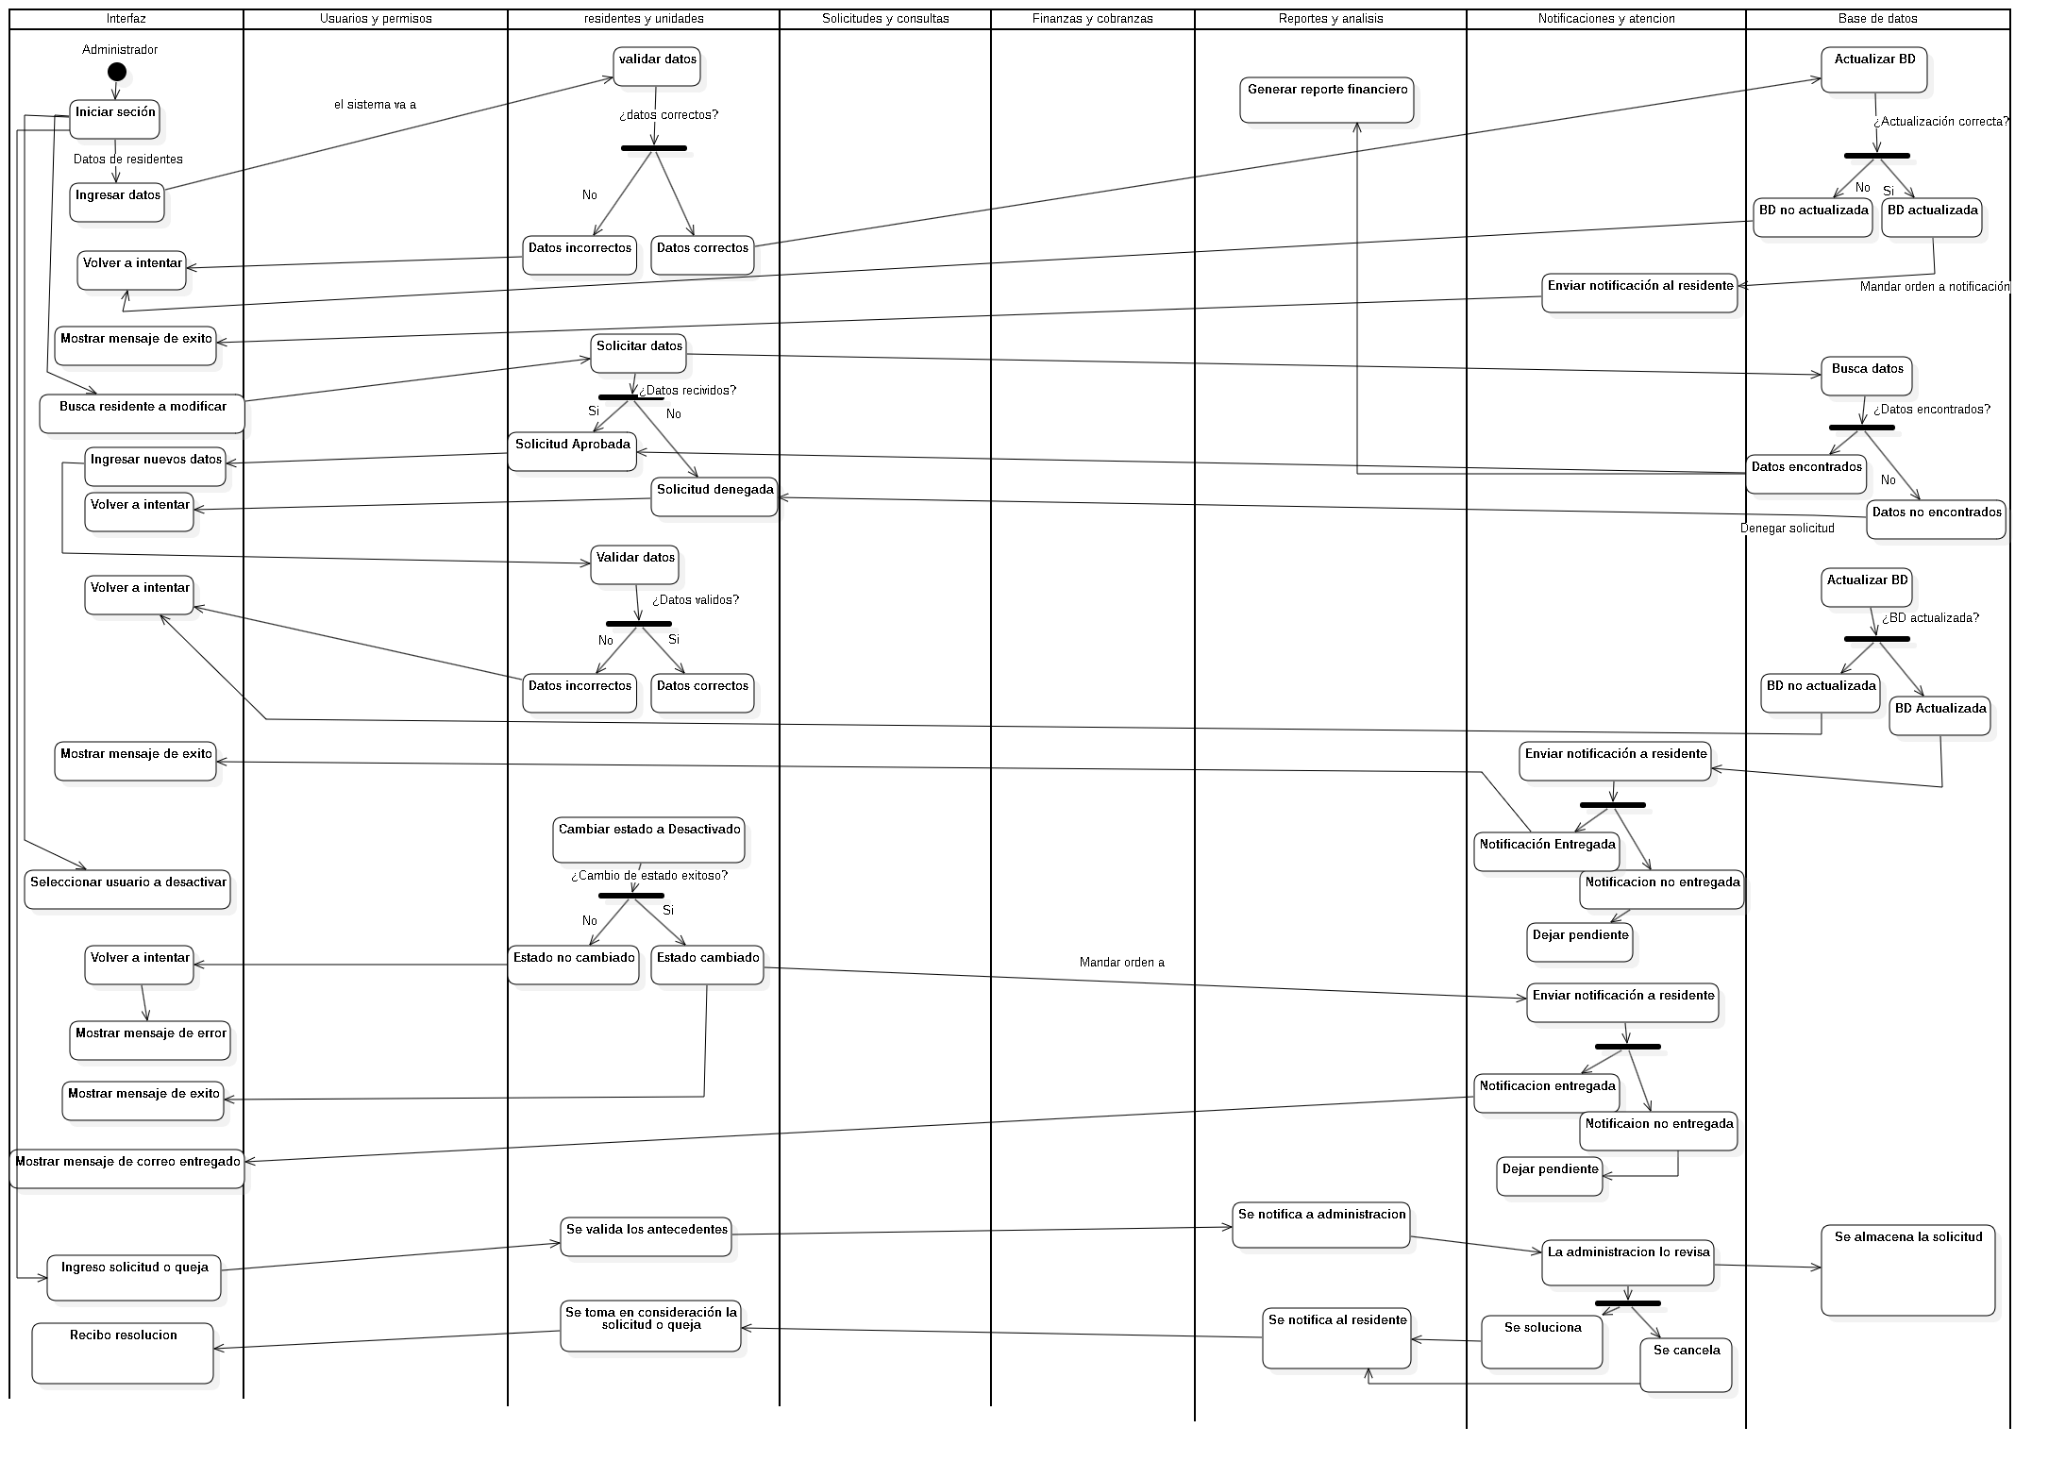 Interfaz
Usuarios y permisos
residentes y unidades
Solicitudes y consultas
Finanzas y cobranzas
Reportes y analisis
Notificaciones y atencion
Base de datos
Administrador
validar datos
Actualizar BD
Generar reporte financiero
el sistema va a
Iniciar seción
¿datos correctos?
¿Actualización correcta?
Datos de residentes
Ingresar datos
No
No
Si
BD no actualizada
BD actualizada
Datos incorrectos
Datos correctos
Volver a intentar
Enviar notificación al residente
Mandar orden a notificación
Mostrar mensaje de exito
Solicitar datos
Busca datos
¿Datos recividos?
Busca residente a modificar
Si
No
¿Datos encontrados?
Solicitud Aprobada
Ingresar nuevos datos
Datos encontrados
No
Solicitud denegada
Volver a intentar
Datos no encontrados
Denegar solicitud
Validar datos
Volver a intentar
Actualizar BD
¿Datos validos?
¿BD actualizada?
No
Si
Datos incorrectos
Datos correctos
BD no actualizada
BD Actualizada
Mostrar mensaje de exito
Enviar notificación a residente
Cambiar estado a Desactivado
Notificación Entregada
¿Cambio de estado exitoso?
Seleccionar usuario a desactivar
Notificacion no entregada
No
Si
Dejar pendiente
Volver a intentar
Estado no cambiado
Estado cambiado
Mandar orden a
Enviar notificación a residente
Mostrar mensaje de error
Mostrar mensaje de exito
Notificacion entregada
Notificaion no entregada
Mostrar mensaje de correo entregado
Dejar pendiente
Se valida los antecedentes
Se notifica a administracion
Se almacena la solicitud
La administracion lo revisa
Ingreso solicitud o queja
Se toma en consideración la
solicitud o queja
Se notifica al residente
Se soluciona
Recibo resolucion
Se cancela